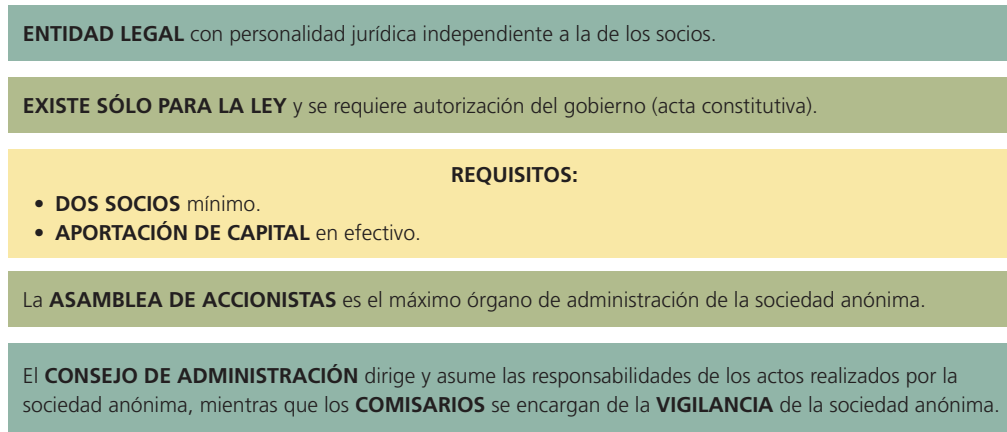 ENTIDAD LEGAL con personalidad jurídica independiente a la de los socios.
EXISTE SÓLO PARA LA LEY y se requiere autorización del gobierno (acta constitutiva).
REQUISITOS:
• DOS SOCIOS mínimo.
• APORTACIÓN DE CAPITAL en efectivo.
La ASAMBLEA DE ACCIONISTAS es el máximo órgano de administración de la sociedad anónima.
El CONSEJO DE ADMINISTRACIÓN dirige y asume las responsabilidades de los actos realizados por la
sociedad anónima, mientras que los COMISARIOS se encargan de la VIGILANCIA de la sociedad anónima.